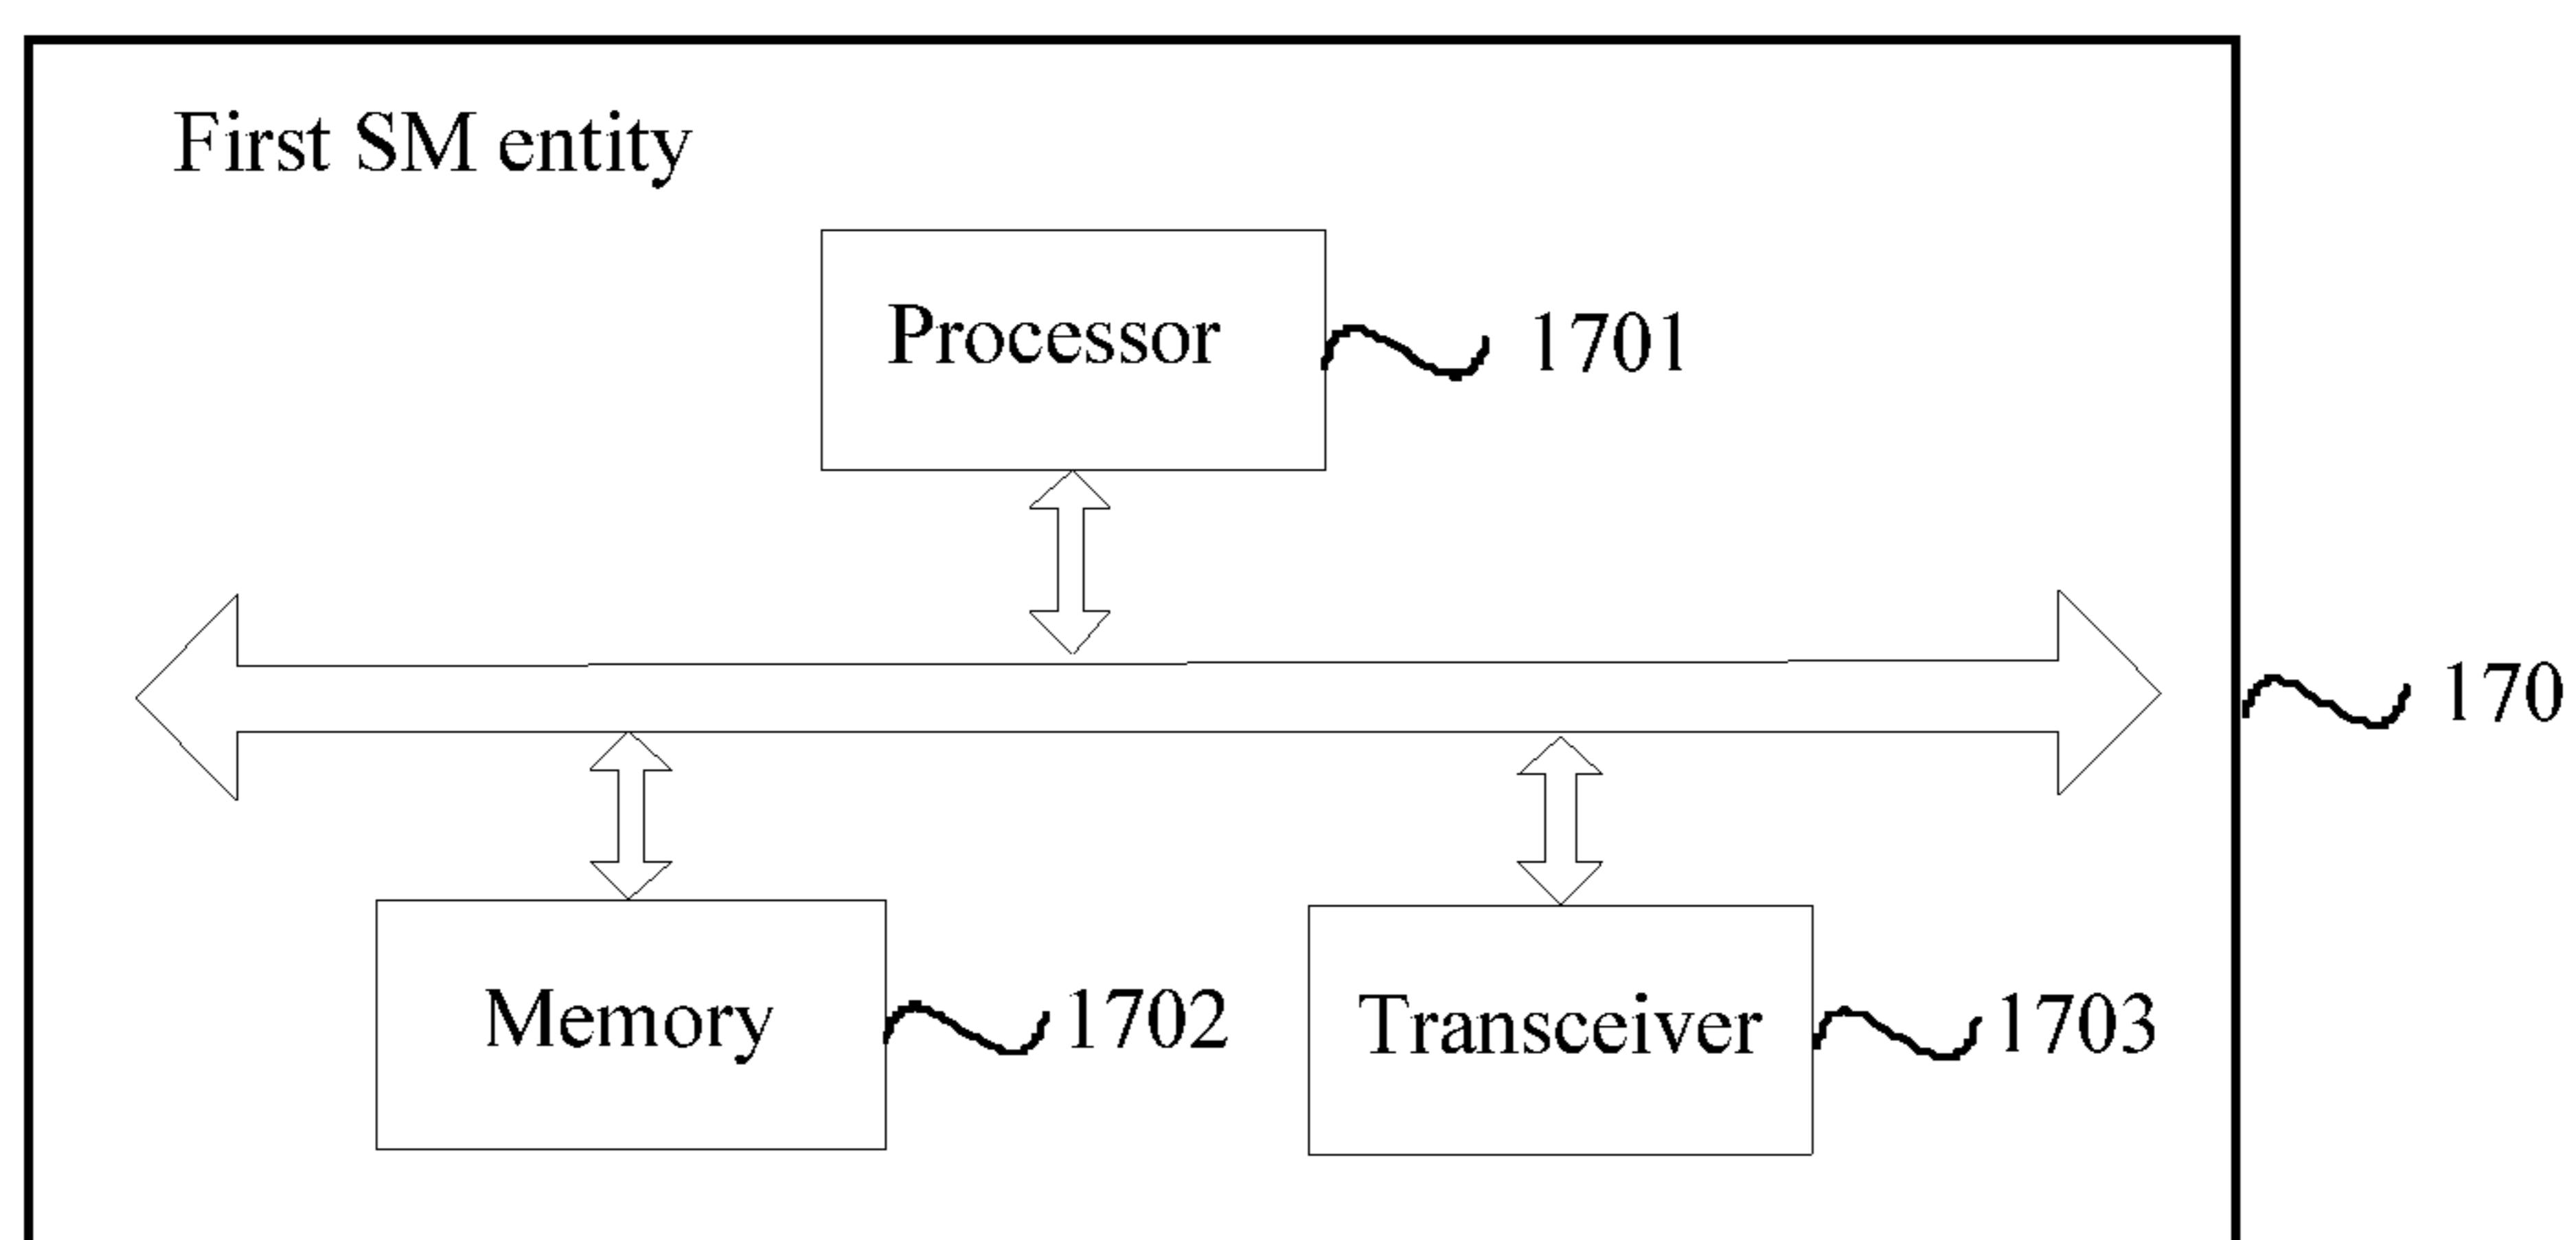 First SM entity
Processor
1701
170
Memory
1702
Transceiver
1703